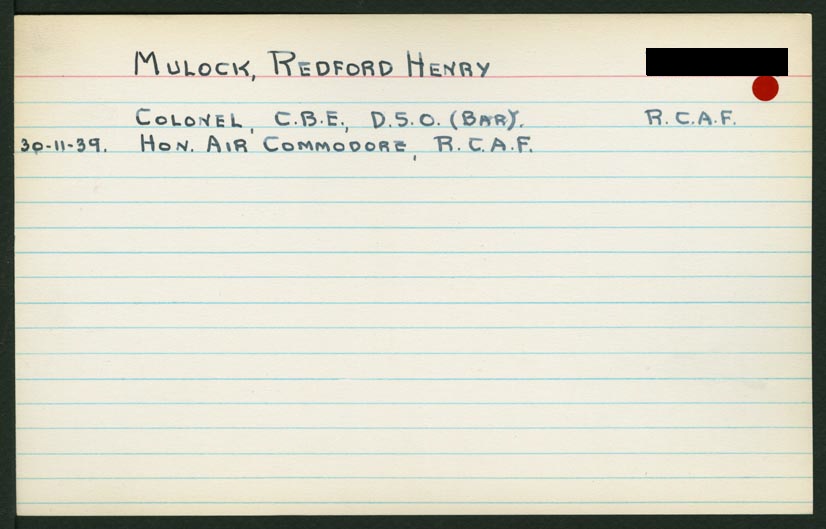 MULOCK, REDFORD HENRY
COLONEL, C.B.E., D.S.O. (BAR). R.C.A.F.
30-11-39. HON. AIR COMMODORE, R.C.A.F.